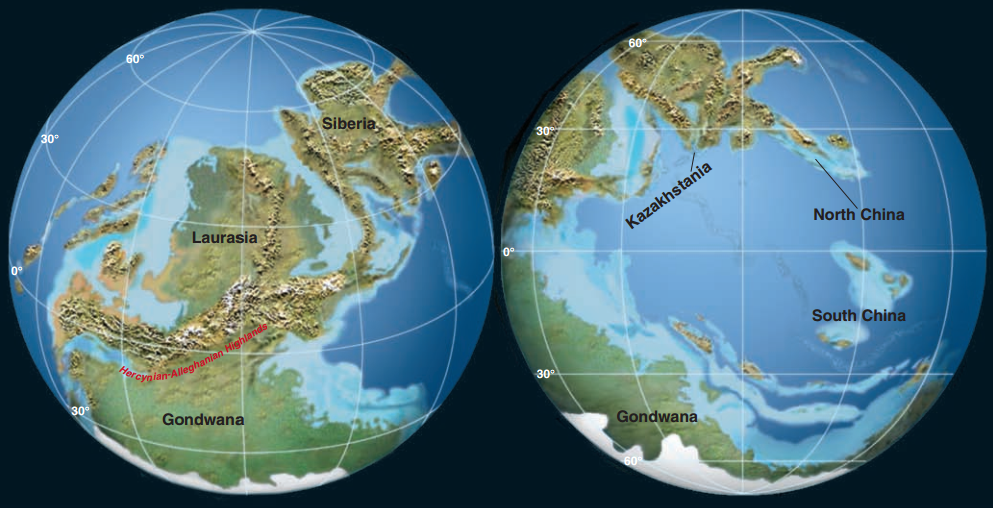 60°
30°
Siberia
Laurasia
0°
Hercynian-Alleghanian Highlands
30°
Gondwana
60°
30°
Kazakhstania
North China
0°
South China
30°
Gondwana
60°